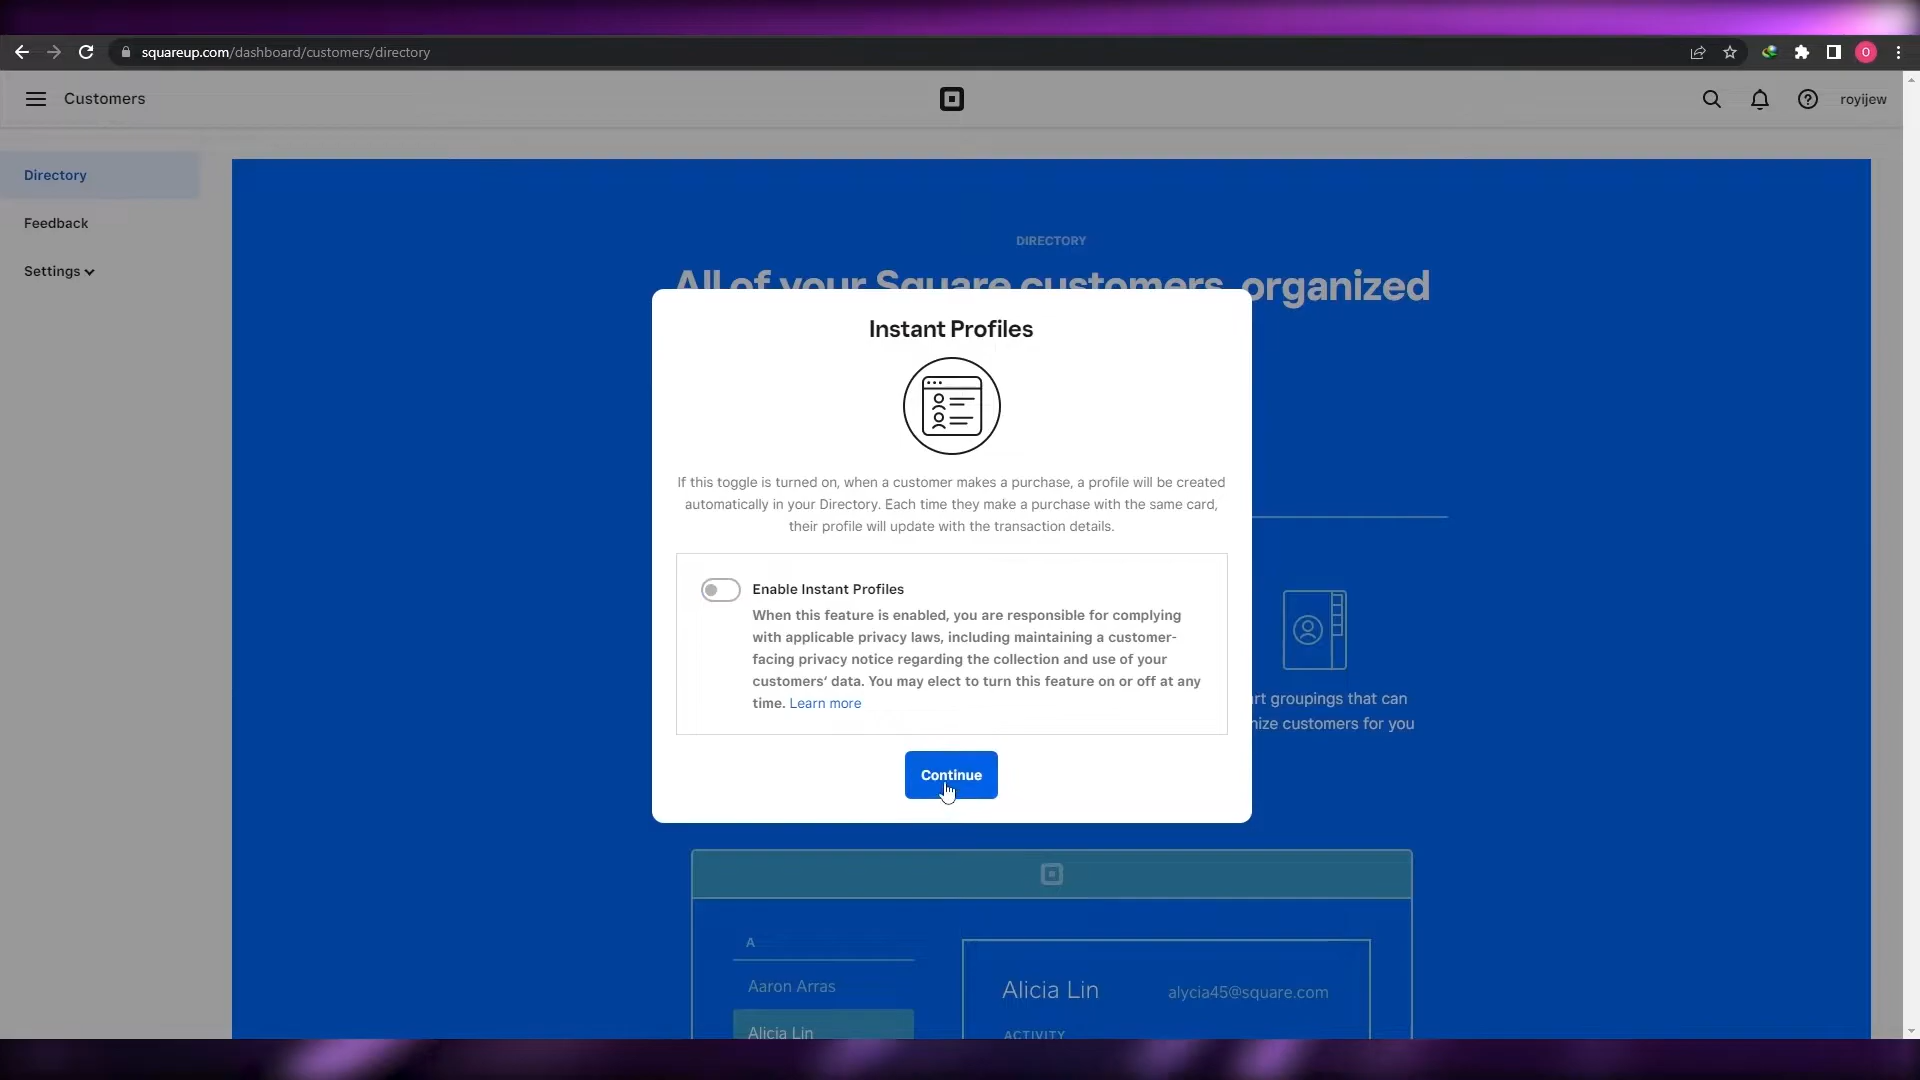 squareup.com/dashboard/customers/directory
O
Customers
royijew
Directory
Feedback
Settings
DIRECTORY
All of your Square customers, organized
Instant Profiles
If this toggle is turned on, when a customer makes a purchase, a profile will be created
automatically in your Directory. Each time they make a purchase with the same card,
their profile will update with the transaction details.
Enable Instant Profiles
When this feature is enabled, you are responsible for complying
with applicable privacy laws, including maintaining a customer-
facing privacy notice regarding the collection and use of your
customers' data. You may elect to turn this feature on or off at any
time. Learn more
groupings that can
customers for you
Continue
A
Aaron Arras
Alicia Lin
Alicia Lin
alycia45@square.com
ACTIVITY